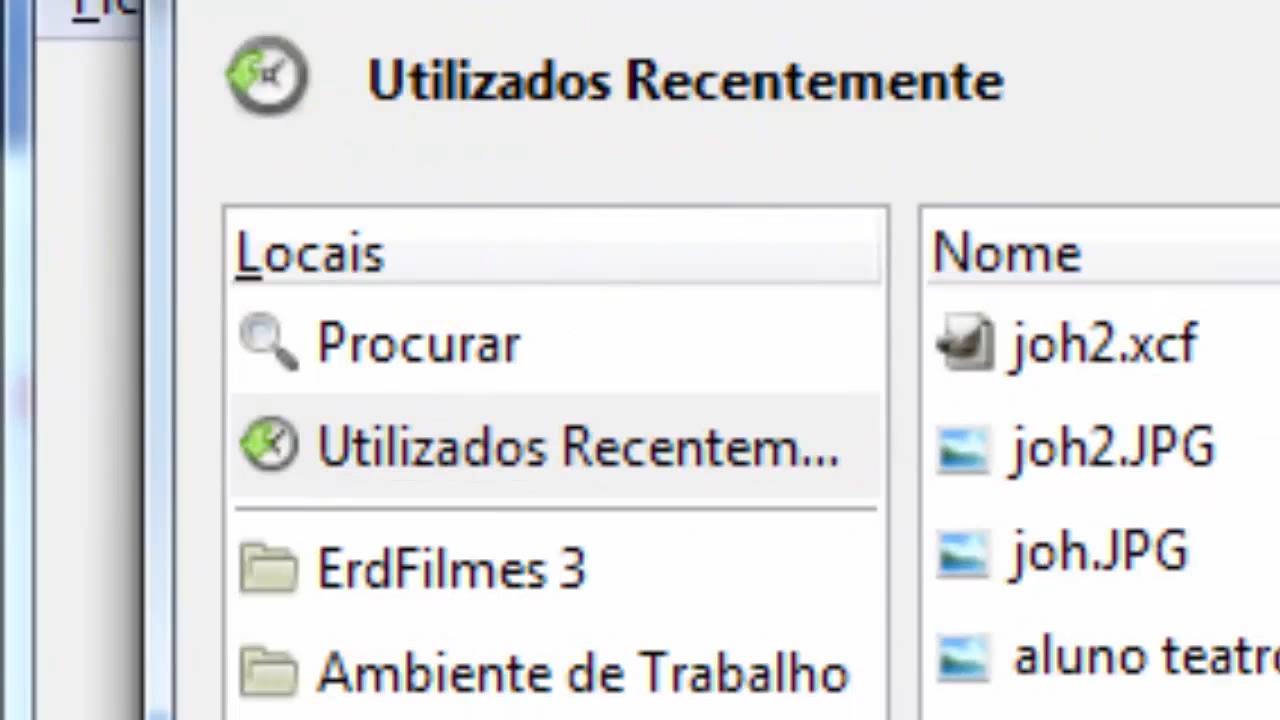 Utilizados Recentemente
Locais
Procurar
Utilizados Recentem...
ErdFilmes 3
Ambiente de Trabalho
Nome
joh2.xcf
joh2.JPG
joh.JPG
aluno